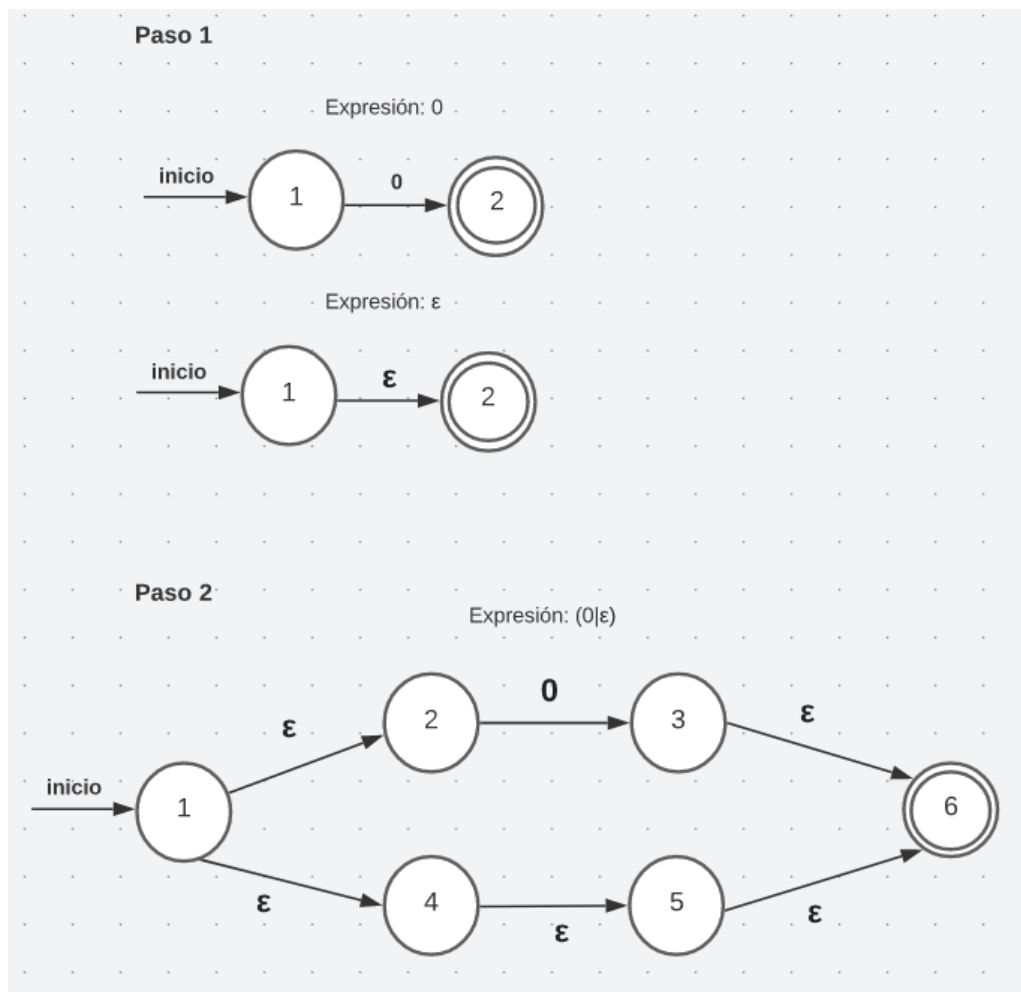 Paso 1
Expresión: 0
inicio
1
0
2
Expresión: ε
inicio
1
ε
2
Paso 2
Expresión: (0|ε)
inicio
1
ε
2
0
3
ε
6
ε
4
ε
5
ε